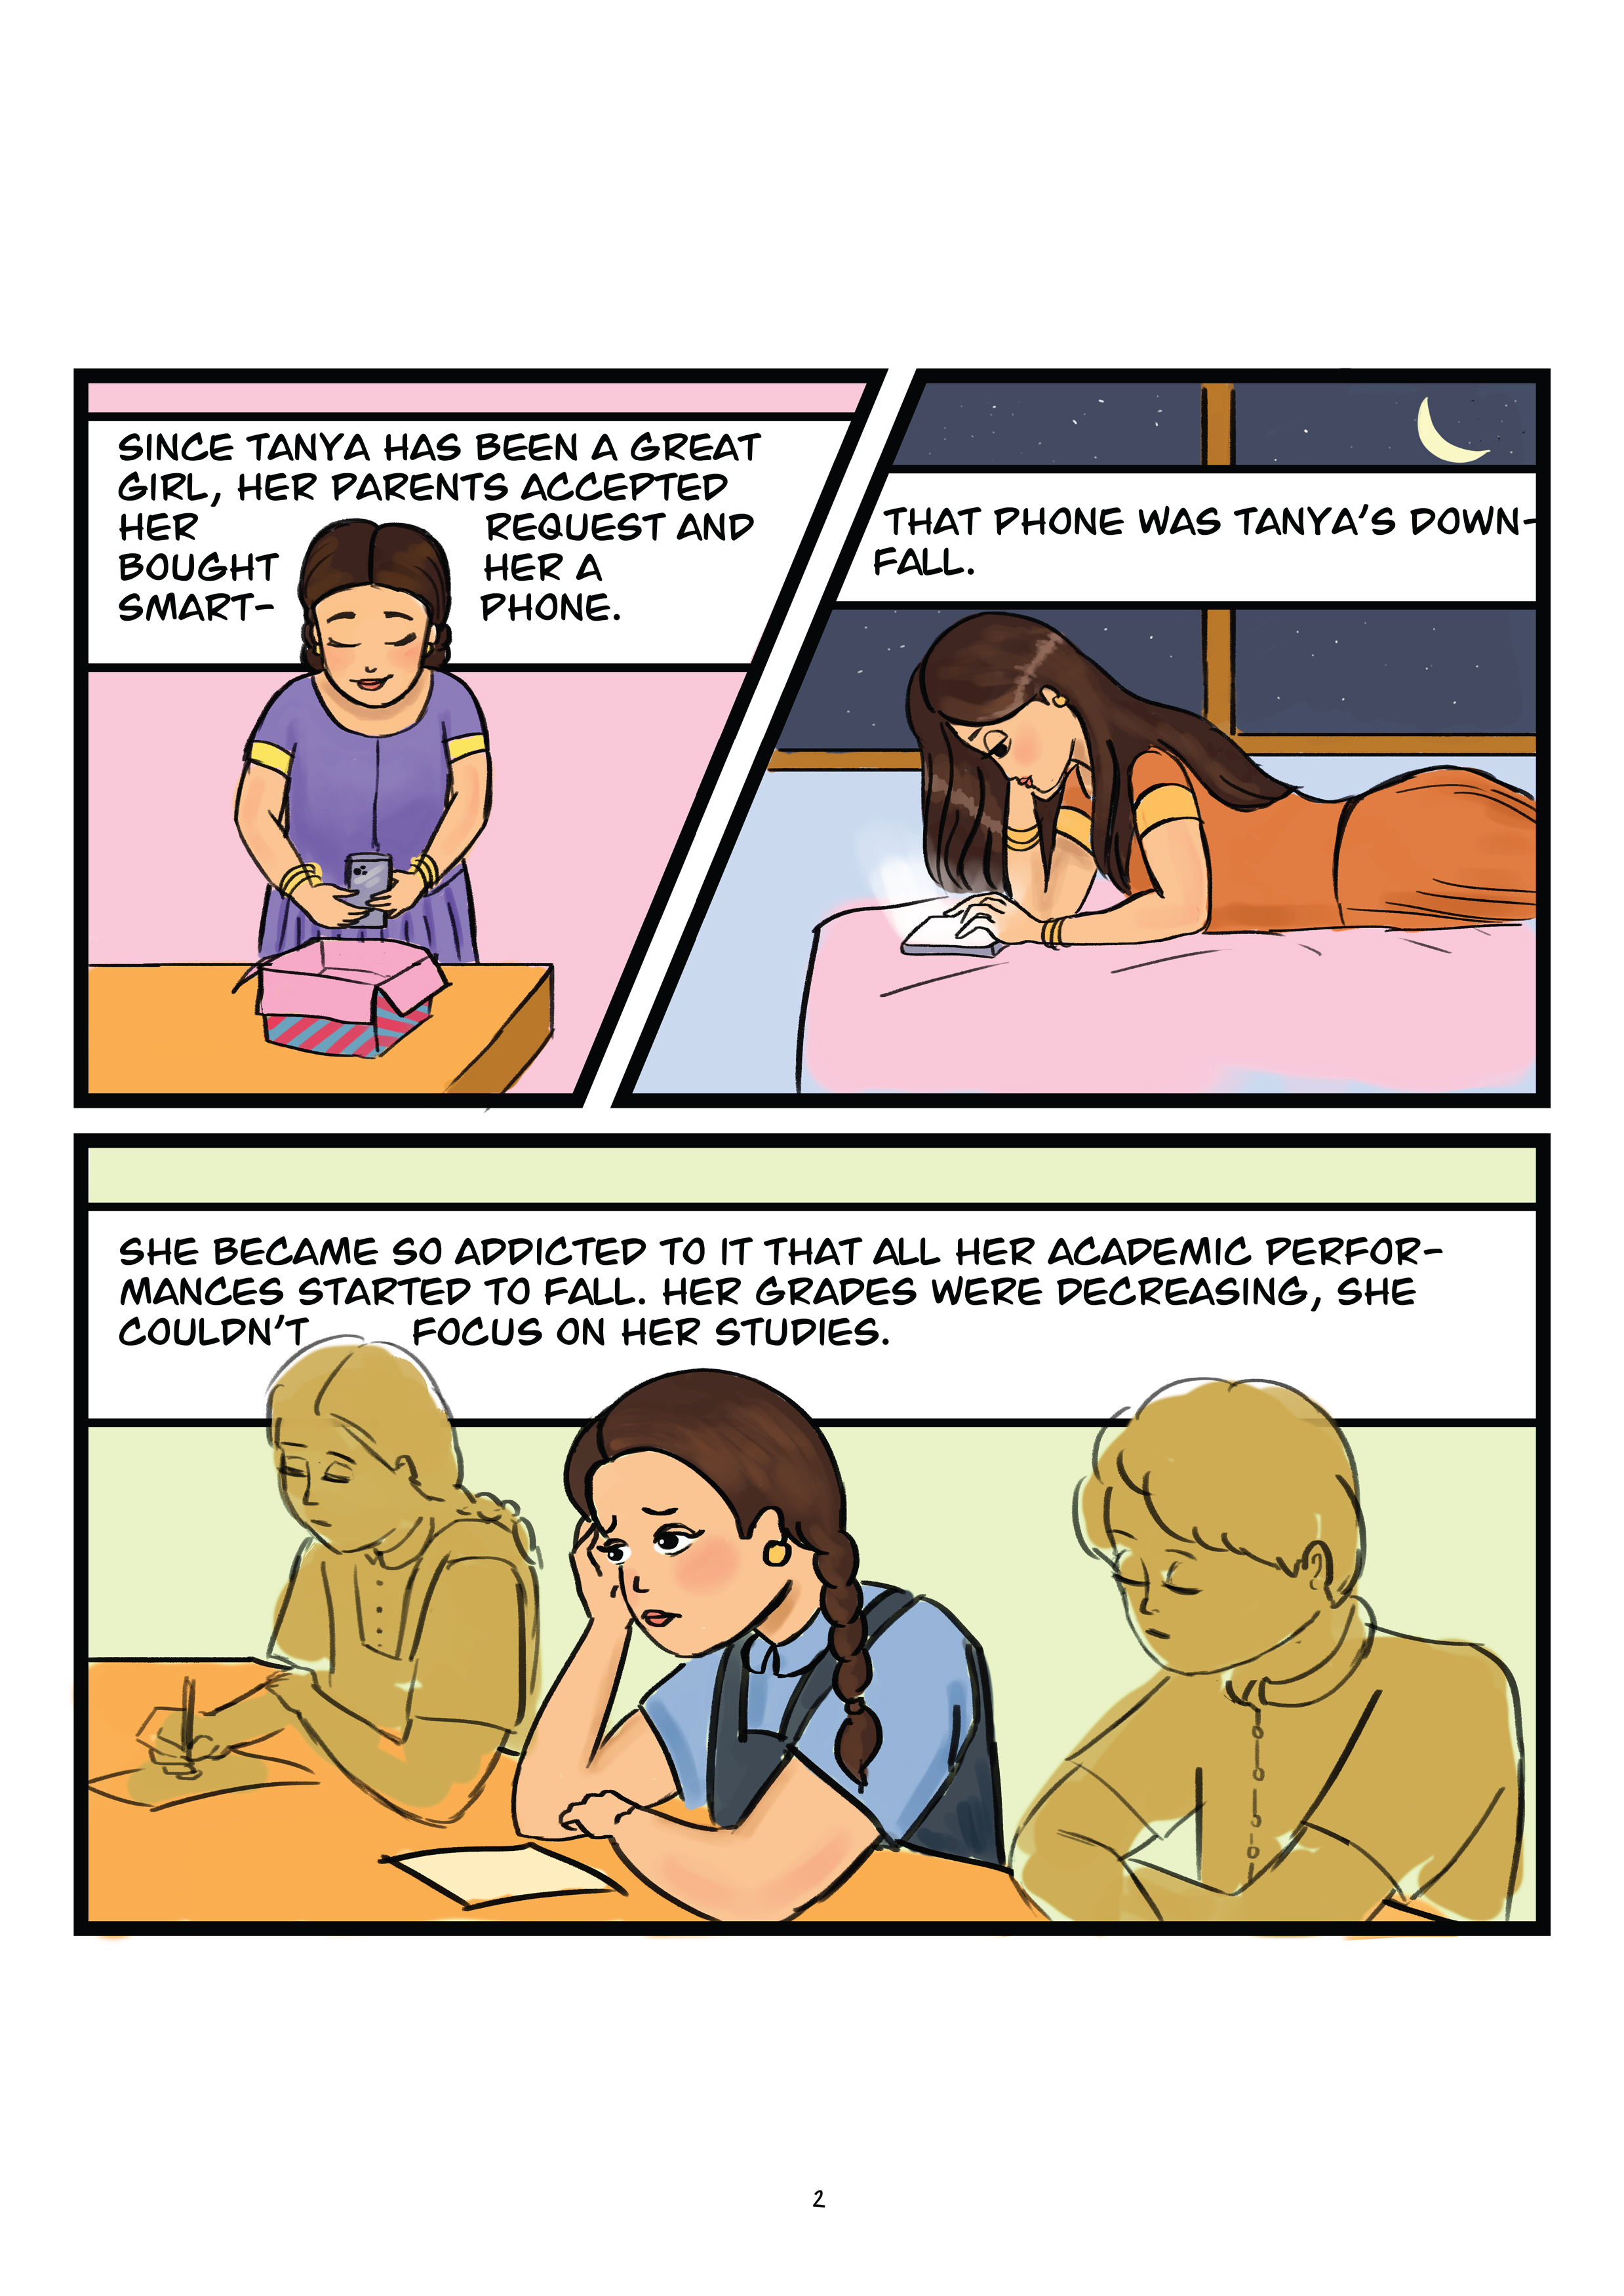 SINCE TANYA HAS BEEN A GREAT
GIRL, HER PARENTS ACCEPTED
HER REQUEST AND
BOUGHT HER A
SMART- PHONE.
THAT PHONE WAS TANYA'S DOWN-
FALL.
SHE BECAME SO ADDICTED TO IT THAT ALL HER ACADEMIC PERFOR-
MANCES STARTED TO FALL. HER GRADES WERE DECREASING, SHE
COULDN'T FOCUS ON HER STUDIES.
2